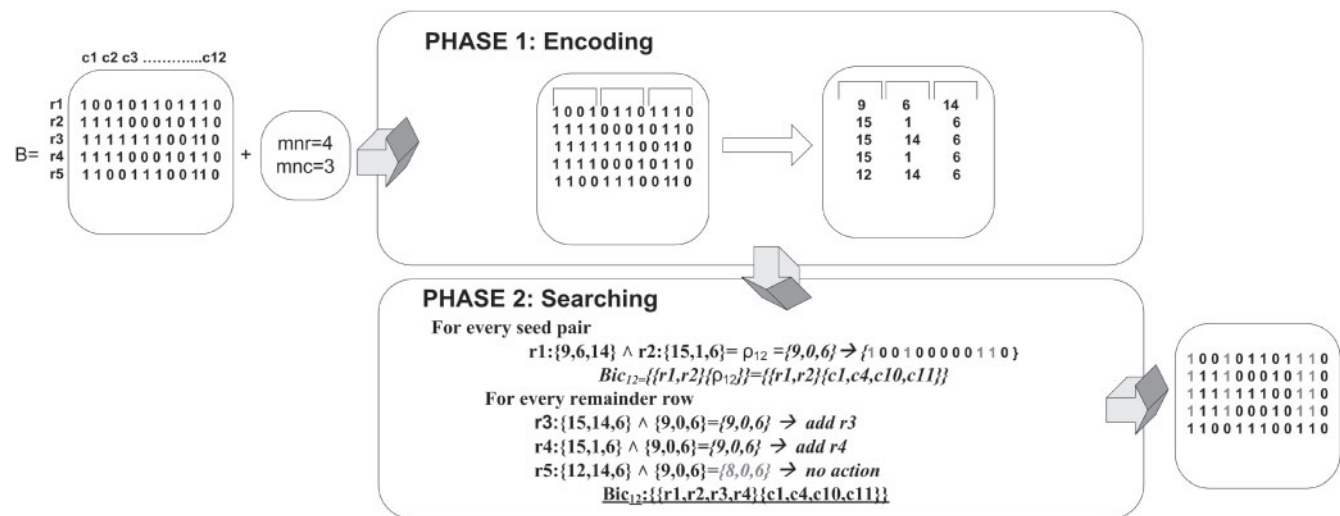 c1 c2 c3 ..............c12
B=
r1 1 0 0 1 0 1 1 0 1 1 1 0
r2 1 1 1 1 0 0 0 1 0 1 1 0
r3 1 1 1 1 1 1 1 0 0 1 1 0
r4 1 1 1 1 0 0 0 1 0 1 1 0
r5 1 1 0 0 1 1 1 0 0 1 1 0
+
mnr=4
mnc=3
PHASE 1: Encoding
1 0 0 1 0 1 1 0 1 1 1 0
1 1 1 1 0 0 0 1 0 1 1 0
1 1 1 1 1 1 1 0 0 1 1 0
1 1 1 1 0 0 0 1 0 1 1 0
1 1 0 0 1 1 1 0 0 1 1 0
9 6 14
15 1 6
15 14 6
15 1 6
12 14 6
PHASE 2: Searching
For every seed pair
r1:{9,6,14} ∧ r2:{15,1,6}= ρ12 ={9,0,6} → {1 0 0 1 0 0 0 0 0 1 1 0 }
Bic12={{r1,r2}{ρ12}}={{r1,r2}{c1,c4,c10,c11}}
For every remainder row
r3:{15,14,6} ∧ {9,0,6}={9,0,6} → add r3
r4:{15,1,6} ∧ {9,0,6}={9,0,6} → add r4
r5:{12,14,6} ∧ {9,0,6}={8,0,6} → no action
Bic12:{{r1,r2,r3,r4}{c1,c4,c10,c11}}
1 0 0 1 0 1 1 0 1 1 1 0
1 1 1 1 0 0 0 1 0 1 1 0
1 1 1 1 1 1 1 0 0 1 1 0
1 1 1 1 0 0 0 1 0 1 1 0
1 1 0 0 1 1 1 0 0 1 1 0